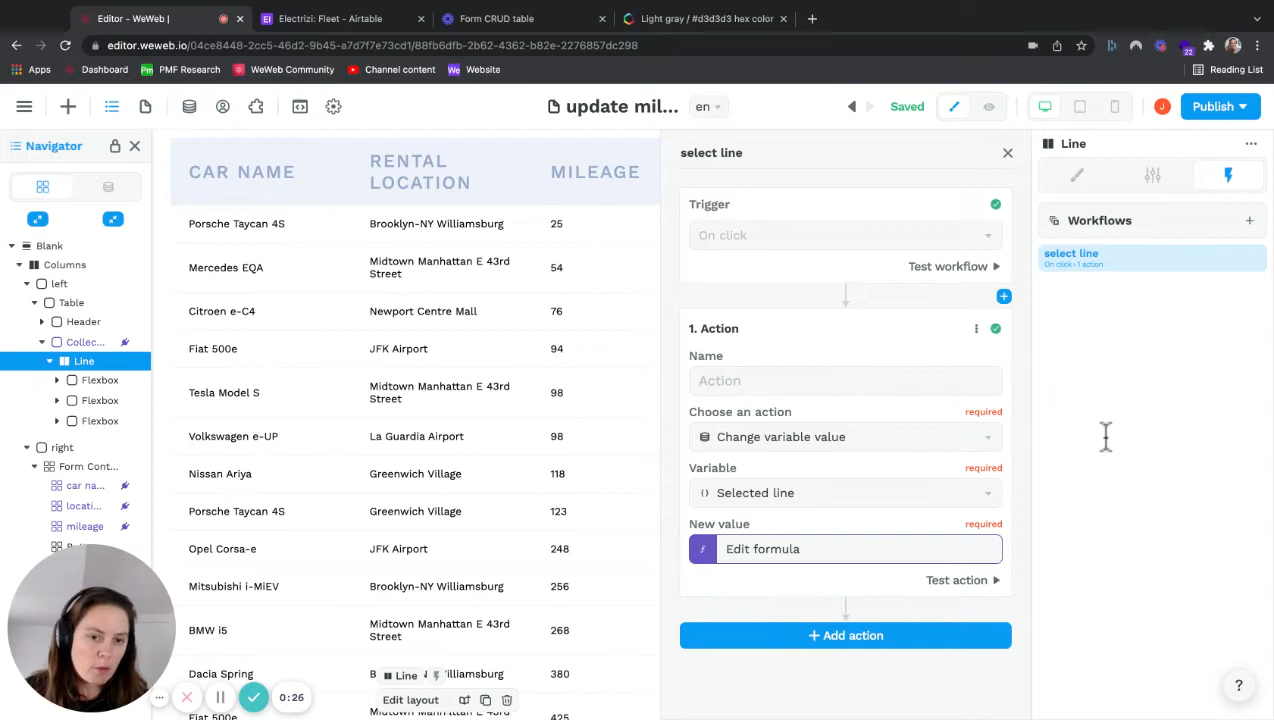 Editor - WeWeb |
Electrizi: Fleet - Airtable
Form CRUD table
Light gray / #d3d3d3 hex color
editor.weweb.io/04ce8448-2cc5-46d2-9b45-a7d7f7e73cd1/88fb6dfb-2b62-4362-b82e-2276857dc298
22
Apps
Dashboard
Pm PMF Research
WeWeb Community
Channel content
We Website
Reading List
update mil...
en
Saved
J
Publish
Navigator
Blank
Columns
left
Table
Header
Collec...
Line
Flexbox
Flexbox
Flexbox
right
Form Cont...
car na...
locati...
mileage
CAR NAME
RENTAL LOCATION
MILEAGE
Porsche Taycan 4S
Brooklyn-NY Williamsburg
25
Mercedes EQA
Midtown Manhattan E 43rd
Street
54
Citroen e-C4
Newport Centre Mall
76
Fiat 500e
JFK Airport
94
Tesla Model S
Midtown Manhattan E 43rd
Street
98
Volkswagen e-UP
La Guardia Airport
98
Nissan Ariya
Greenwich Village
118
Porsche Taycan 4S
Greenwich Village
123
Opel Corsa-e
JFK Airport
248
Mitsubishi i-MiEV
Brooklyn-NY Williamsburg
256
BMW i5
Midtown Manhattan E 43rd
Street
268
Dacia Spring
380
Fiat 500e
Midtown Manhattan E 43rd
425
Line
Edit layout
0:26
select line
Trigger
On click
Test workflow
1. Action
Name
Action
Choose an action
required
Change variable value
Variable
required
Selected line
New value
required
f
Edit formula
Test action
+ Add action
Line
Workflows
select line
On click › 1 action
?